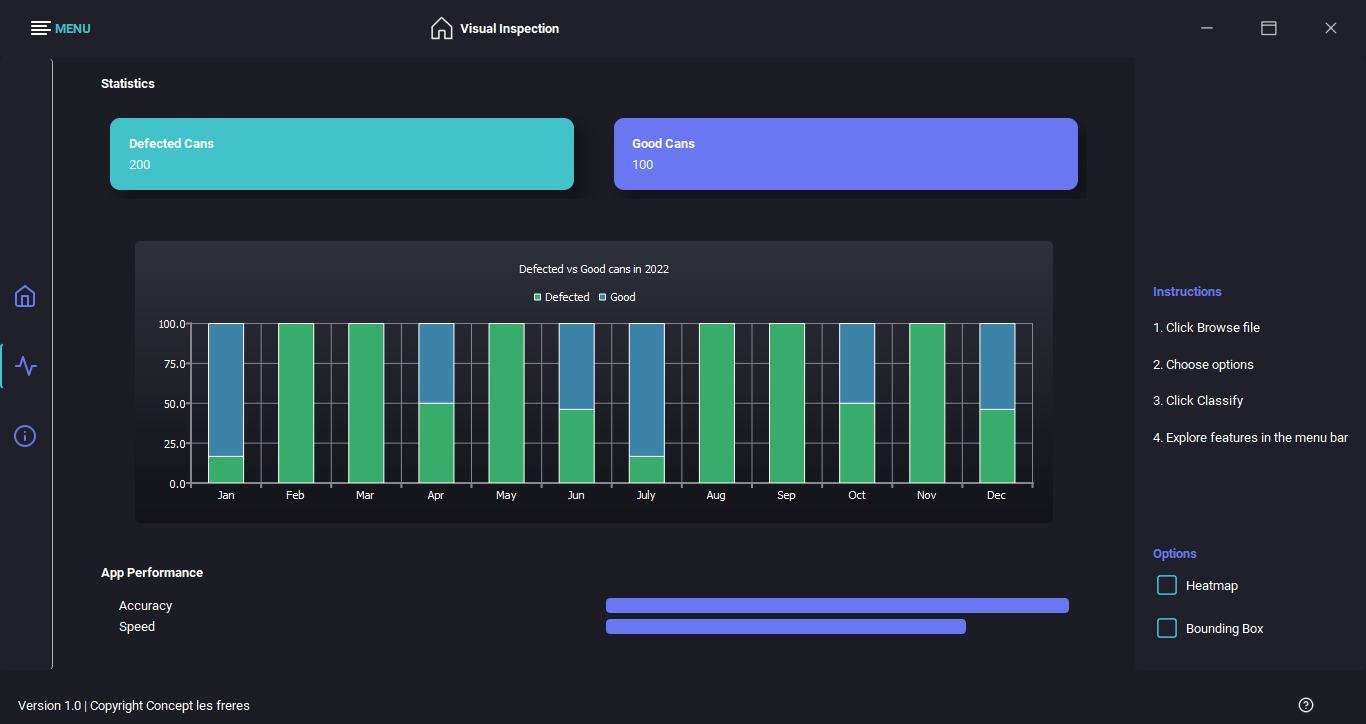 MENU
Visual Inspection
Statistics
Defected Cans
200
Good Cans
100
Defected vs Good cans in 2022
Defected Good
100.0
75.0
50.0
25.0
0.0
Jan Feb Mar Apr May Jun July Aug Sep Oct Nov Dec
App Performance
Accuracy
Speed
Instructions
1. Click Browse file
2. Choose options
3. Click Classify
4. Explore features in the menu bar
Options
Heatmap
Bounding Box
Version 1.0 | Copyright Concept les freres